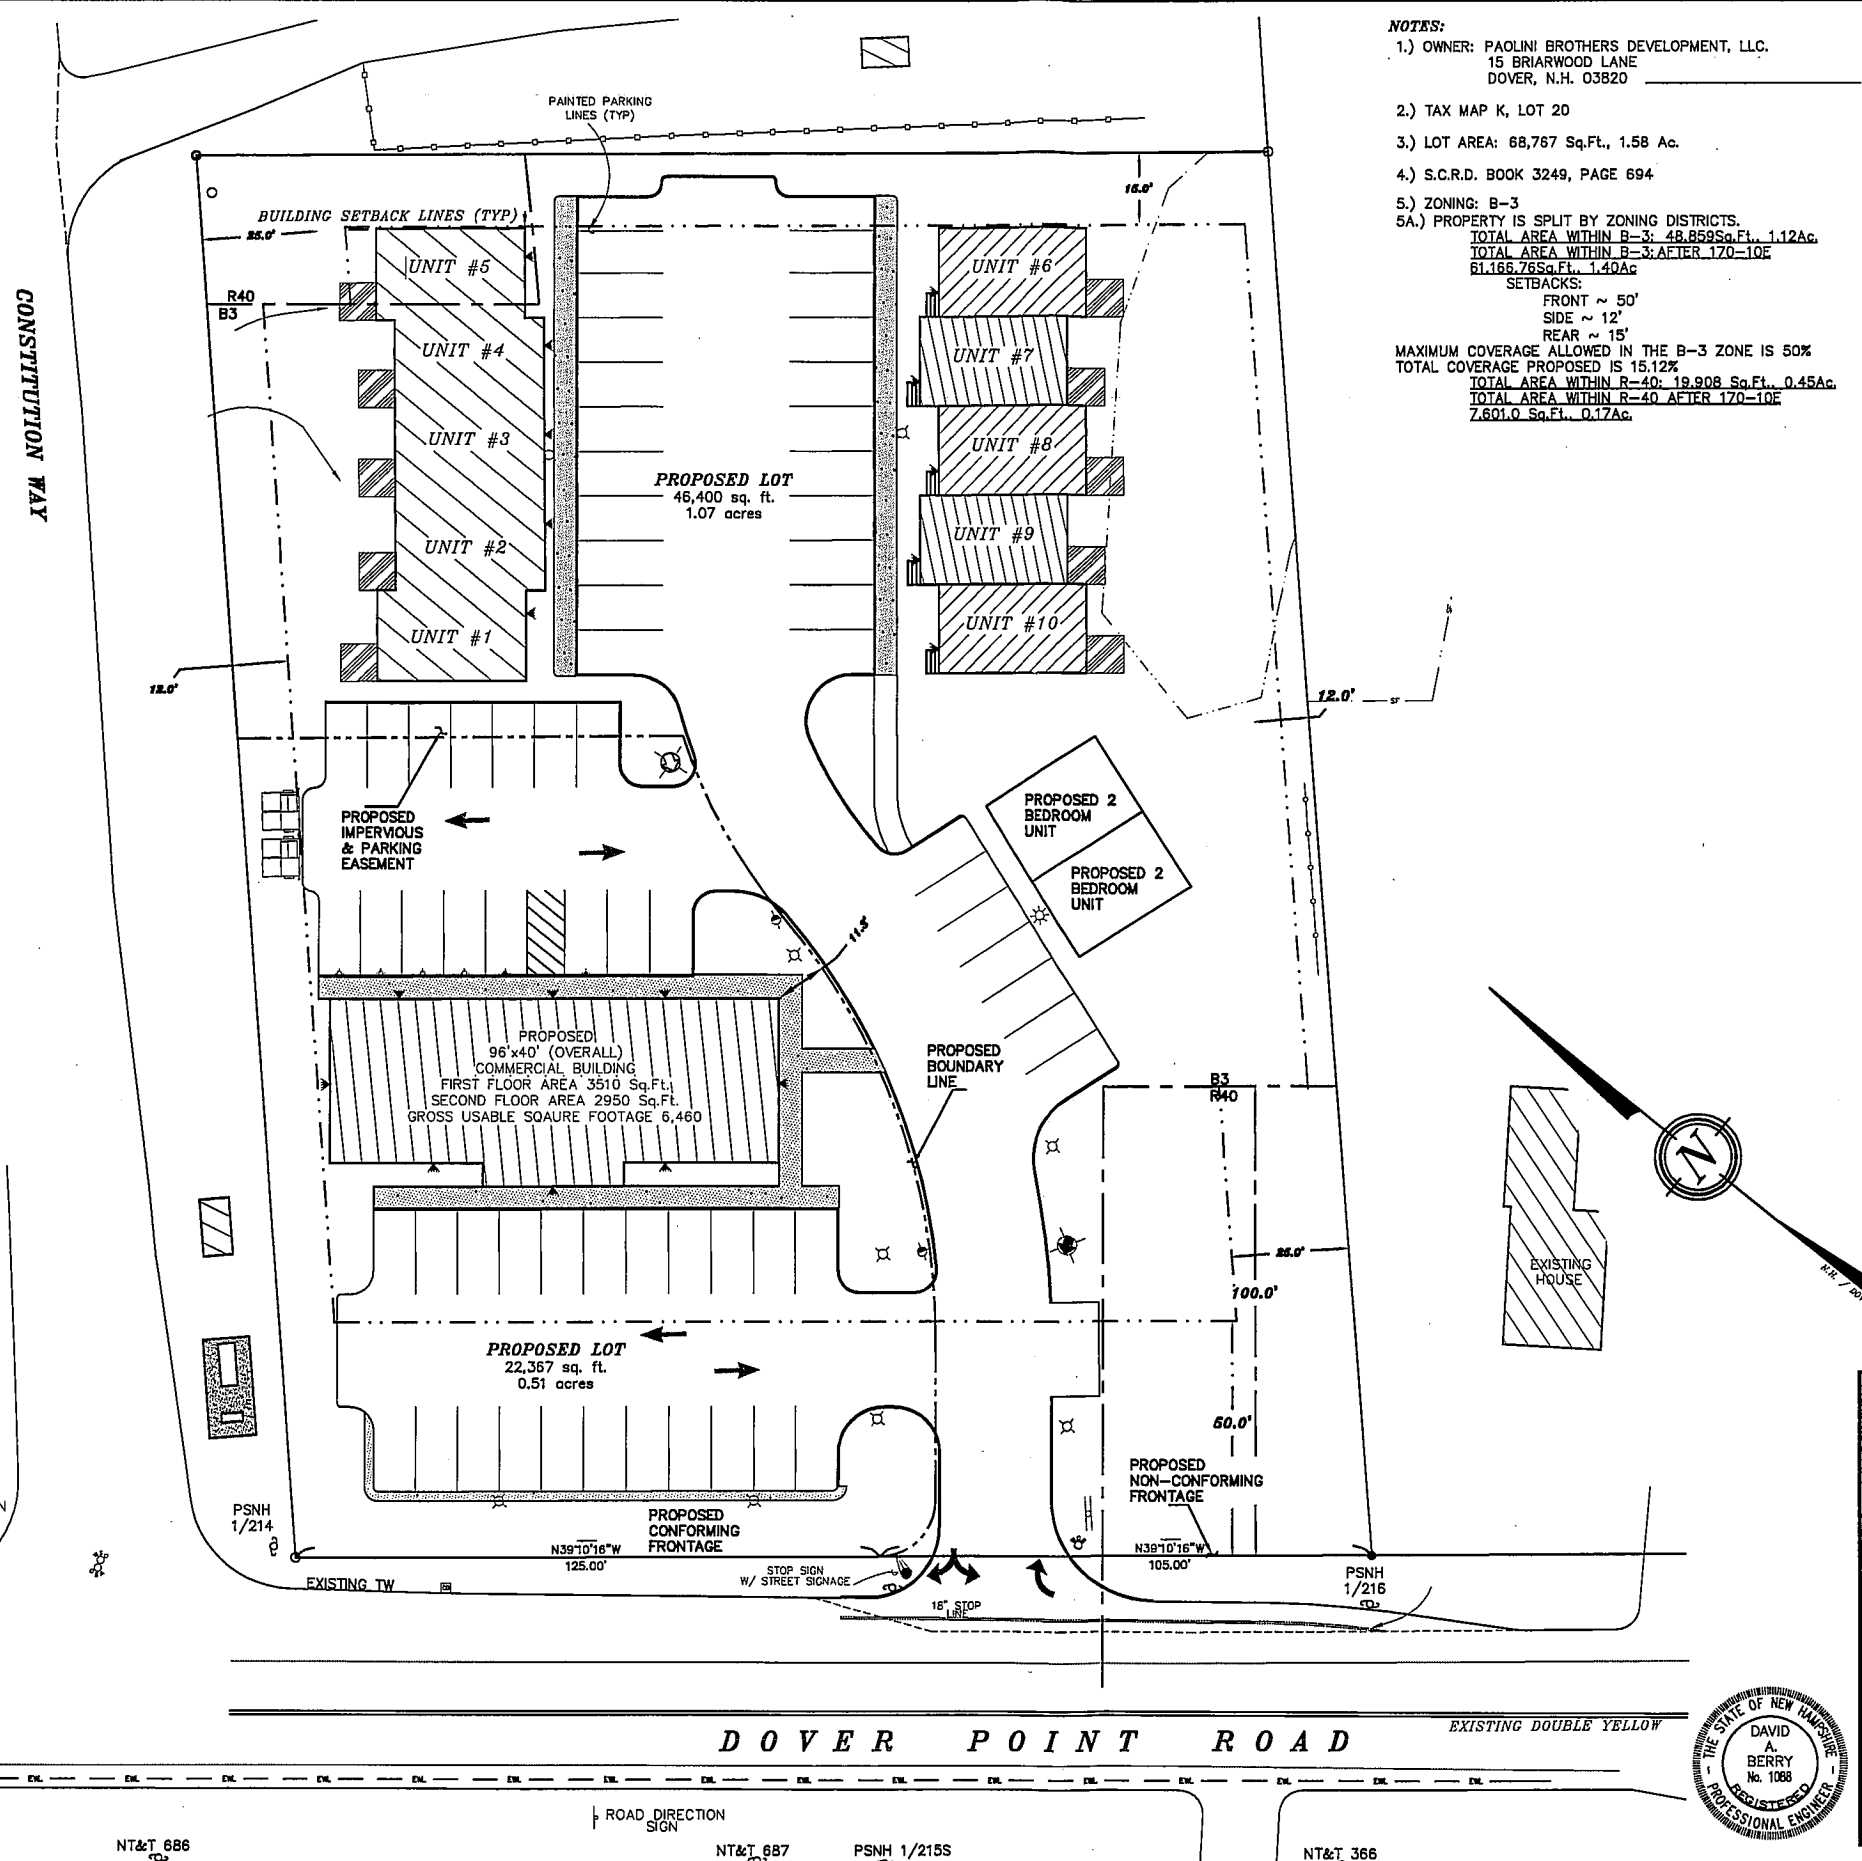 NOTES:
1.) OWNER: PAOLINI BROTHERS DEVELOPMENT, LLC.
15 BRIARWOOD LANE
DOVER, N.H. 03820
2.) TAX MAP K, LOT 20
3.) LOT AREA: 68,767 Sq.Ft., 1.58 Ac.
4.) S.C.R.D. BOOK 3249, PAGE 694
5.) ZONING: B-3
5A.) PROPERTY IS SPLIT BY ZONING DISTRICTS.
TOTAL AREA WITHIN B-3: 48,859Sq.Ft., 1.12Ac.
TOTAL AREA WITHIN B-3: AFTER 170-10E
61,166.76Sq.Ft., 1.40Ac
SETBACKS:
FRONT ~ 50'
SIDE ~ 12'
REAR ~ 15'
MAXIMUM COVERAGE ALLOWED IN THE B-3 ZONE IS 50%
TOTAL COVERAGE PROPOSED IS 15.12%
TOTAL AREA WITHIN R-40: 19,908 Sq.Ft., 0.45Ac.
TOTAL AREA WITHIN R-40 AFTER 170-10E
7,601.0 Sq.Ft., 0.17Ac.
PAINTED PARKING
LINES (TYP)
BUILDING SETBACK LINES (TYP)
25.0'
15.0'
R40
B3
CONSTITUTION WAY
UNIT #5
UNIT #4
UNIT #3
UNIT #2
UNIT #1
UNIT #6
UNIT #7
UNIT #8
UNIT #9
UNIT #10
PROPOSED LOT
46,400 sq. ft.
1.07 acres
12.0'
12.0'
SF
PROPOSED
IMPERVIOUS
& PARKING
EASEMENT
PROPOSED 2
BEDROOM
UNIT
PROPOSED 2
BEDROOM
UNIT
11.5'
PROPOSED
96'x40' (OVERALL)
COMMERCIAL BUILDING
FIRST FLOOR AREA 3510 Sq.Ft.
SECOND FLOOR AREA 2950 Sq.Ft.
GROSS USABLE SQAURE FOOTAGE 6,460
PROPOSED
BOUNDARY
LINE
B3
R40
N
EXISTING
HOUSE
25.0'
100.0'
PROPOSED LOT
22,367 sq. ft.
0.51 acres
50.0'
PROPOSED
NON-CONFORMING
FRONTAGE
PSNH
1/214
PROPOSED
CONFORMING
FRONTAGE
N39°10'16"W
125.00'
N39°10'16"W
105.00'
STOP SIGN
W/ STREET SIGNAGE
EXISTING TW
18" STOP
LINE
PSNH
1/216
DOVER POINT ROAD
EXISTING DOUBLE YELLOW
THE STATE OF NEW HAMPSHIRE
DAVID
A.
BERRY
No. 1088
REGISTERED
PROFESSIONAL ENGINEER
ROAD DIRECTION
SIGN
NT&T 686
NT&T 687
PSNH 1/215S
NT&T 366